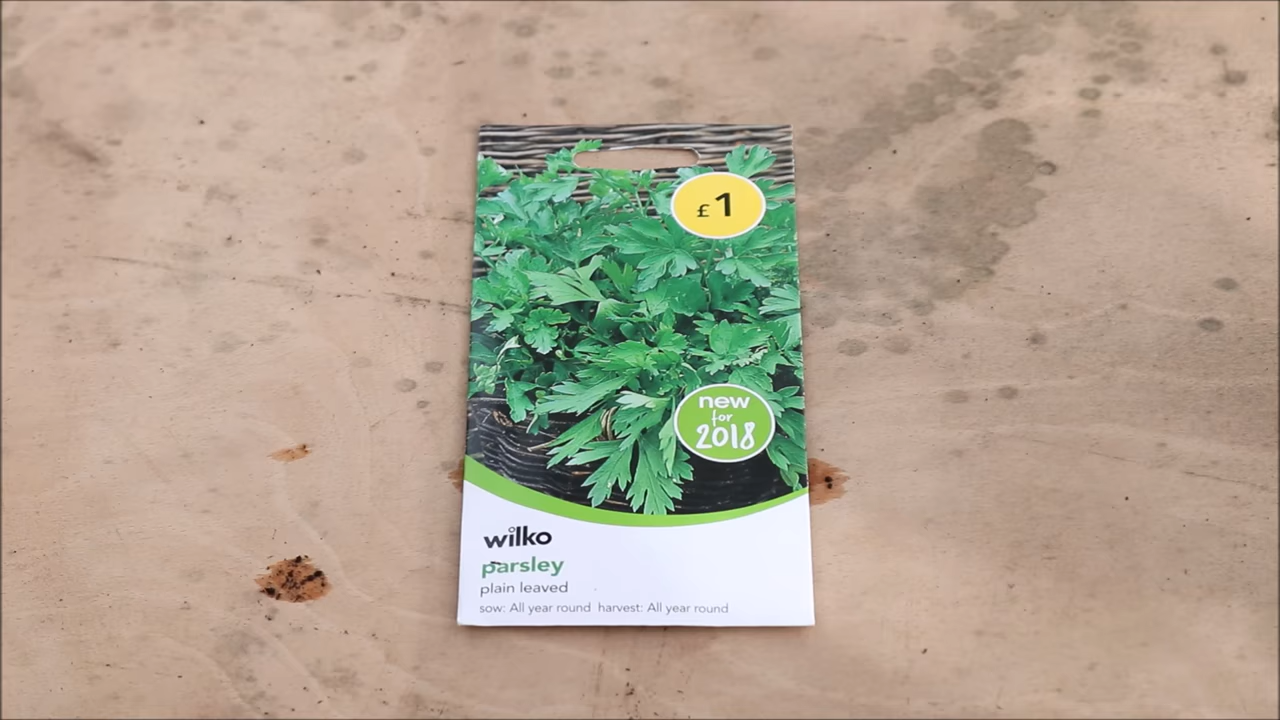 £1
new
for
2018
wilko
parsley
plain leaved
sow: All year round harvest: All year round